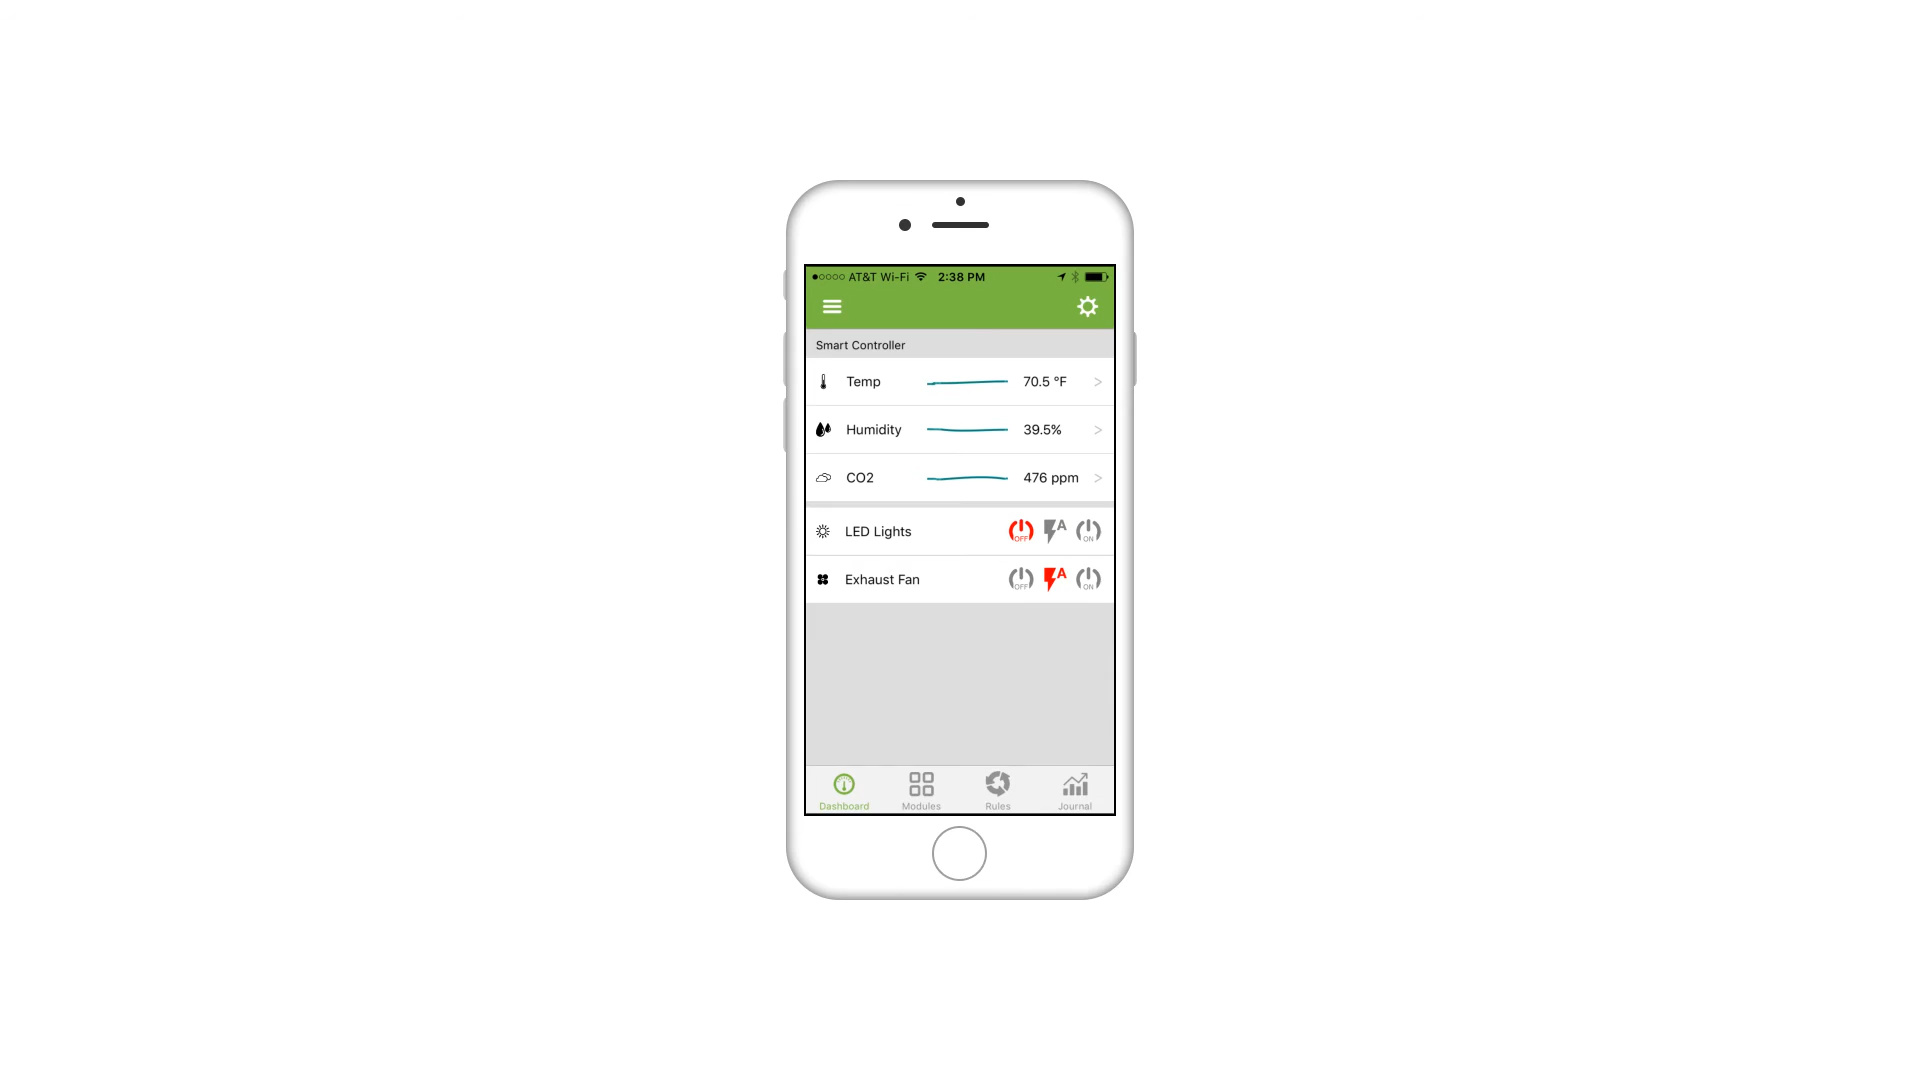 AT&T Wi-Fi 2:38 PM
Smart Controller
Temp 70.5 °F >
Humidity 39.5% >
CO2 476 ppm >
LED Lights OFF A ON
Exhaust Fan OFF A ON
Dashboard Modules Rules Journal